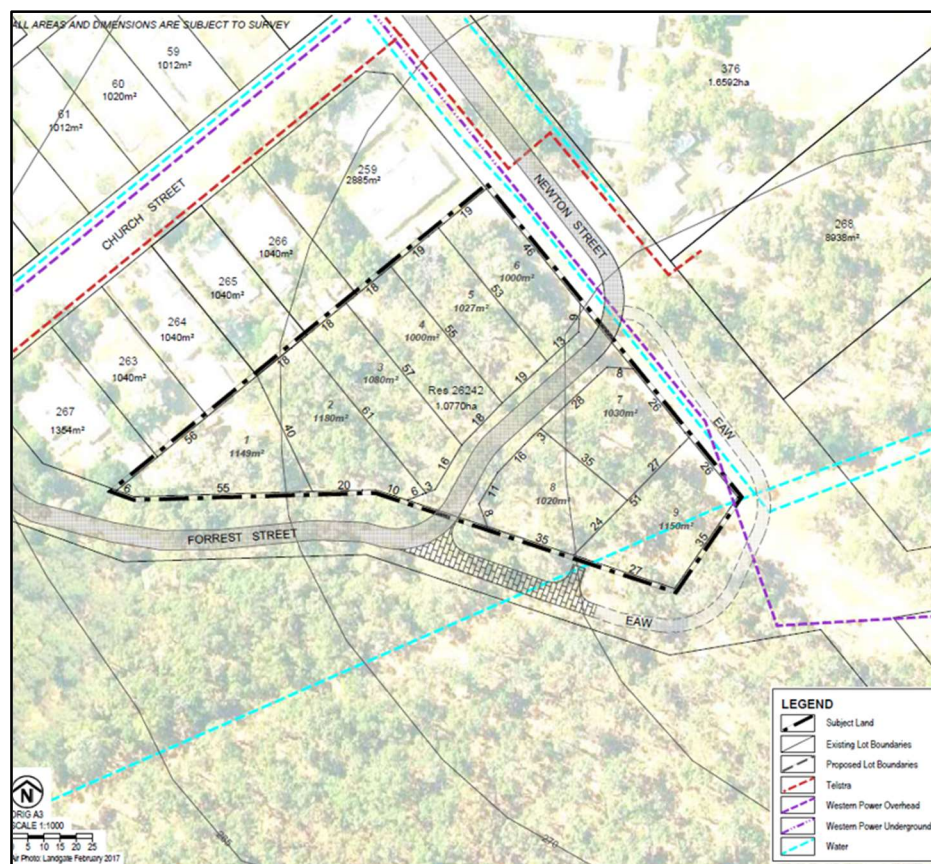 ALL AREAS AND DIMENSIONS ARE SUBJECT TO SURVEY
59
1012m²
60
1020m²
61
1012m²
376
1.6592ha
259
2885m²
CHURCH STREET
NEWTON STREET
268
8938m²
266
1040m²
265
1040m²
264
1040m²
263
1040m²
267
1354m²
19
19
18
18
18
56
46
6
1000m²
5
1027m²
53
4
1000m²
55
3
1080m²
57
2
1180m²
61
1
1149m²
40
Res 26242
1.0770ha
9
13
19
18
16
3
6
10
20
55
6
8
7
1030m²
28
26
EAW
3
16
35
27
26
11
8
1020m²
51
9
1150m²
8
24
35
35
27
FORREST STREET
EAW
265
270
LEGEND
Subject Land
Existing Lot Boundaries
Proposed Lot Boundaries
Telstra
Western Power Overhead
Western Power Underground
Water
N
ORIG A3
SCALE 1:1000
0 5 10 15 20 25
Air Photo: Landgate February 2017